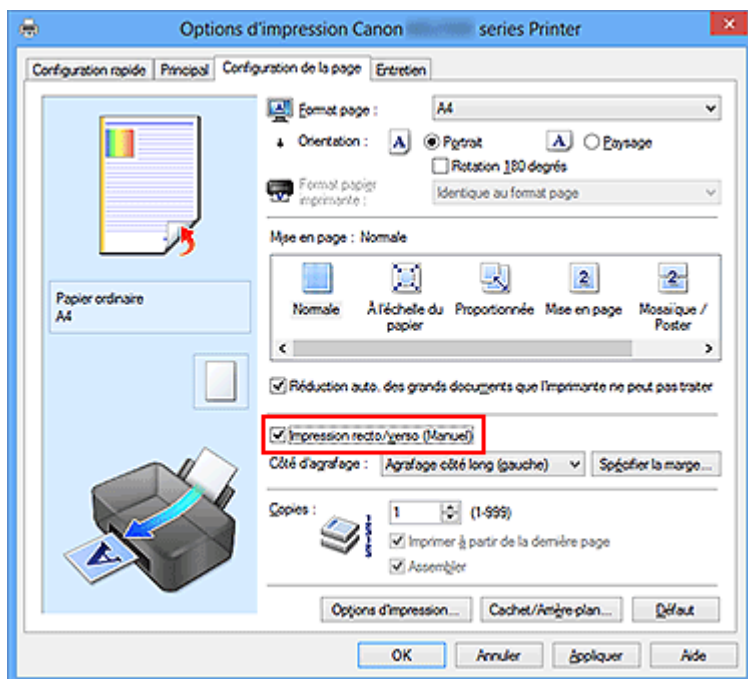 Options d'impression Canon series Printer
Configuration rapide Principal Configuration de la page Entretien
Format page : A4
Orientation : A Portrait A Paysage
Rotation 180 degrés
Format papier imprimante : Identique au format page
Mise en page : Normale
Normale À l'échelle du papier Proportionnée Mise en page Mosaïque / Poster
Papier ordinaire
A4
Réduction auto. des grands documents que l'imprimante ne peut pas traiter
Impression recto/verso (Manuel)
Côté d'agrafage : Agrafage côté long (gauche) Spécifier la marge...
Copies : 1 (1-999)
Imprimer à partir de la dernière page
Assembler
Options d'impression... Cachet/Arrière-plan... Défaut
OK Annuler Appliquer Aide